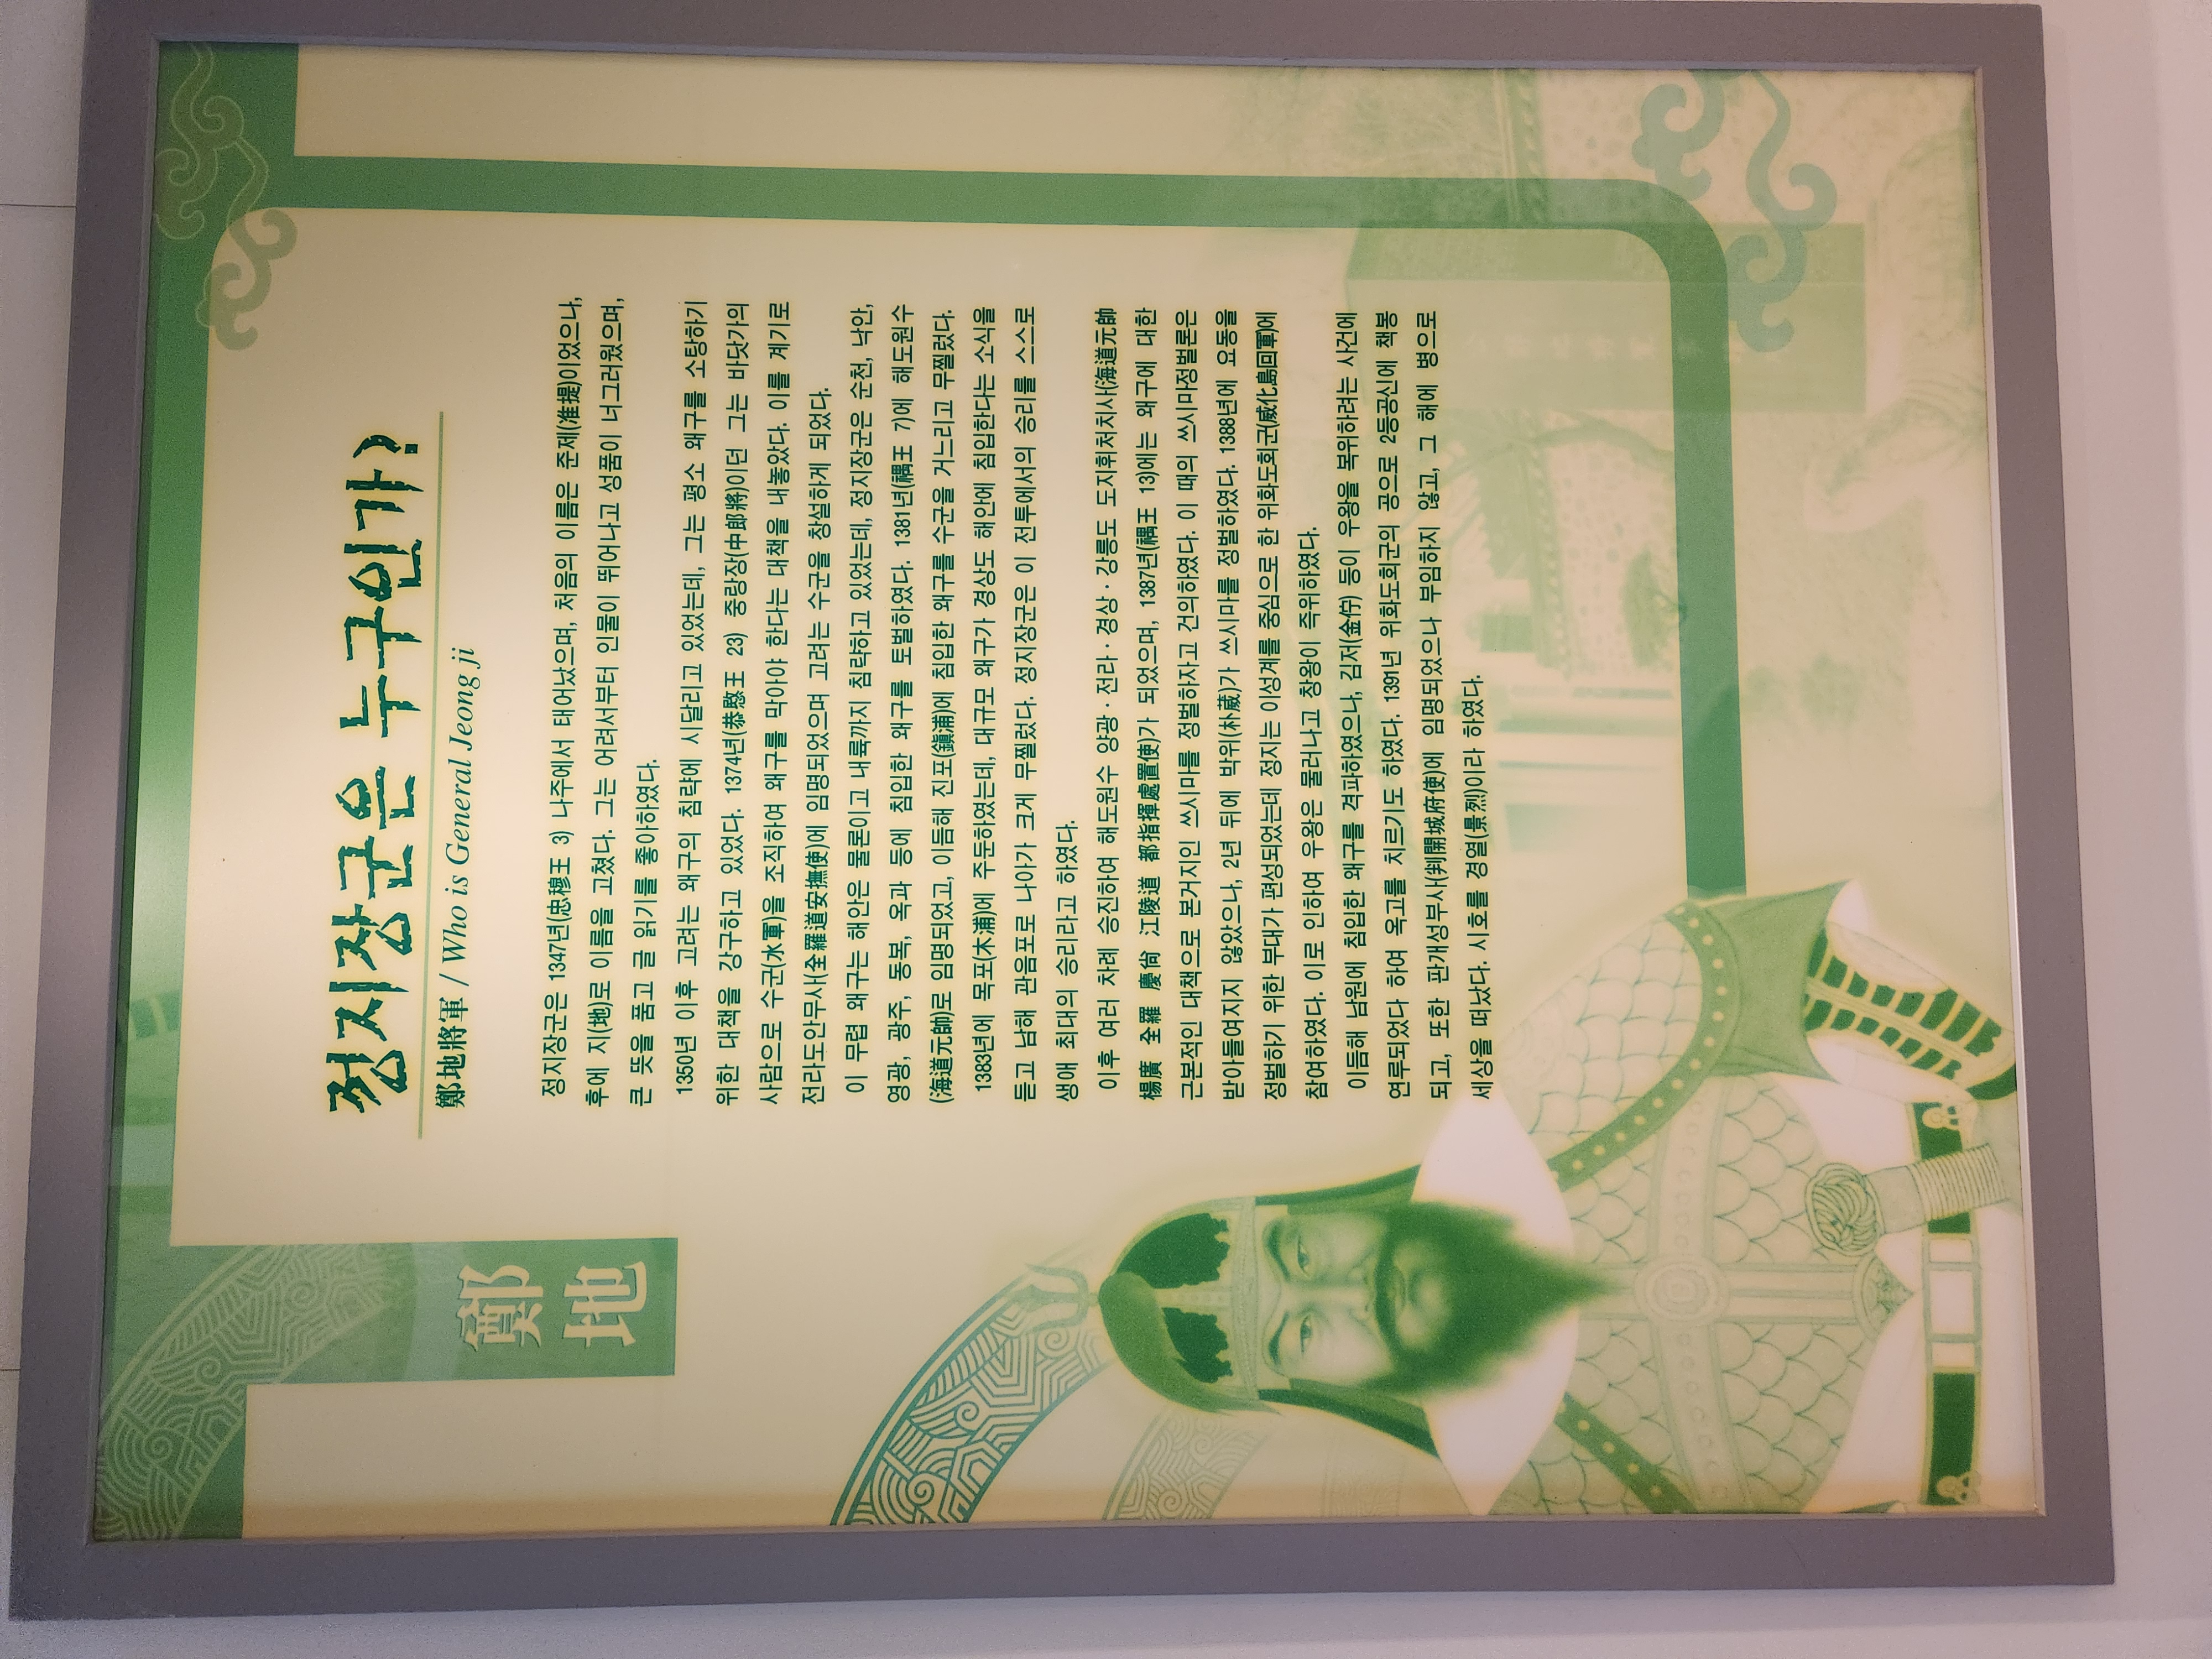 정지장군은 누구인가?
鄭地將軍 / Who is General Jeong ji
鄭
地
정지장군은 1347년(忠穆王 3) 나주에서 태어났으며, 처음의 이름은 준제(准提)이었으나,
후에 지(地)로 이름을 고쳤다. 그는 어려서부터 인물이 뛰어나고 성품이 너그러웠으며,
큰 뜻을 품고 글 읽기를 좋아하였다.
1350년 이후 고려는 왜구의 침략에 시달리고 있었는데, 그는 평소 왜구를 소탕하기
위한 대책을 강구하고 있었다. 1374년(恭愍王 23) 중랑장(中郞將)이던 그는 바닷가의
사람으로 수군(水軍)을 조직하여 왜구를 막아야 한다는 대책을 내놓았다. 이를 계기로
전라도안무사(全羅道安撫使)에 임명되었으며 고려는 수군을 창설하게 되었다.
이 무렵 왜구는 해안은 물론이고 내륙까지 침략하고 있었는데, 정지장군은 순천, 낙안,
영광, 광주, 동복, 옥과 등에 침입한 왜구를 토벌하였다. 1381년(禑王 7)에 해도원수
(海道元帥)로 임명되었고, 이듬해 진포(鎭浦)에 침입한 왜구를 수군을 거느리고 무찔렀다.
1383년에 목포(木浦)에 주둔하였는데, 대규모 왜구가 경상도 해안에 침입한다는 소식을
듣고 남해 관음포로 나아가 크게 무찔렀다. 정지장군은 이 전투에서의 승리를 스스로
생애 최대의 승리라고 하였다.
이후 여러 차례 승진하여 해도원수 양광·전라·경상·강릉도 도지휘처치사(海道元帥
楊廣 全羅 慶尙 江陵道 都指揮處置使)가 되었으며, 1387년(禑王 13)에는 왜구에 대한
근본적인 대책으로 본거지인 쓰시마를 정벌하자고 건의하였다. 이 때의 쓰시마정벌론은
받아들여지지 않았으나, 2년 뒤에 박위(朴葳)가 쓰시마를 정벌하였다. 1388년에 요동을
정벌하기 위한 부대가 편성되었는데 정지는 이성계를 중심으로 한 위화도회군(威化島回軍)에
참여하였다. 이로 인하여 우왕은 물러나고 창왕이 즉위하였다.
이듬해 남원에 침입한 왜구를 격파하였으나, 김저(金佇) 등이 우왕을 복위하려는 사건에
연루되었다 하여 옥고를 치르기도 하였다. 1391년 위화도회군의 공으로 2등공신에 책봉
되고, 또한 판개성부사(判開城府使)에 임명되었으나 부임하지 않고, 그 해에 병으로
세상을 떠났다. 시호를 경열(景烈)이라 하였다.